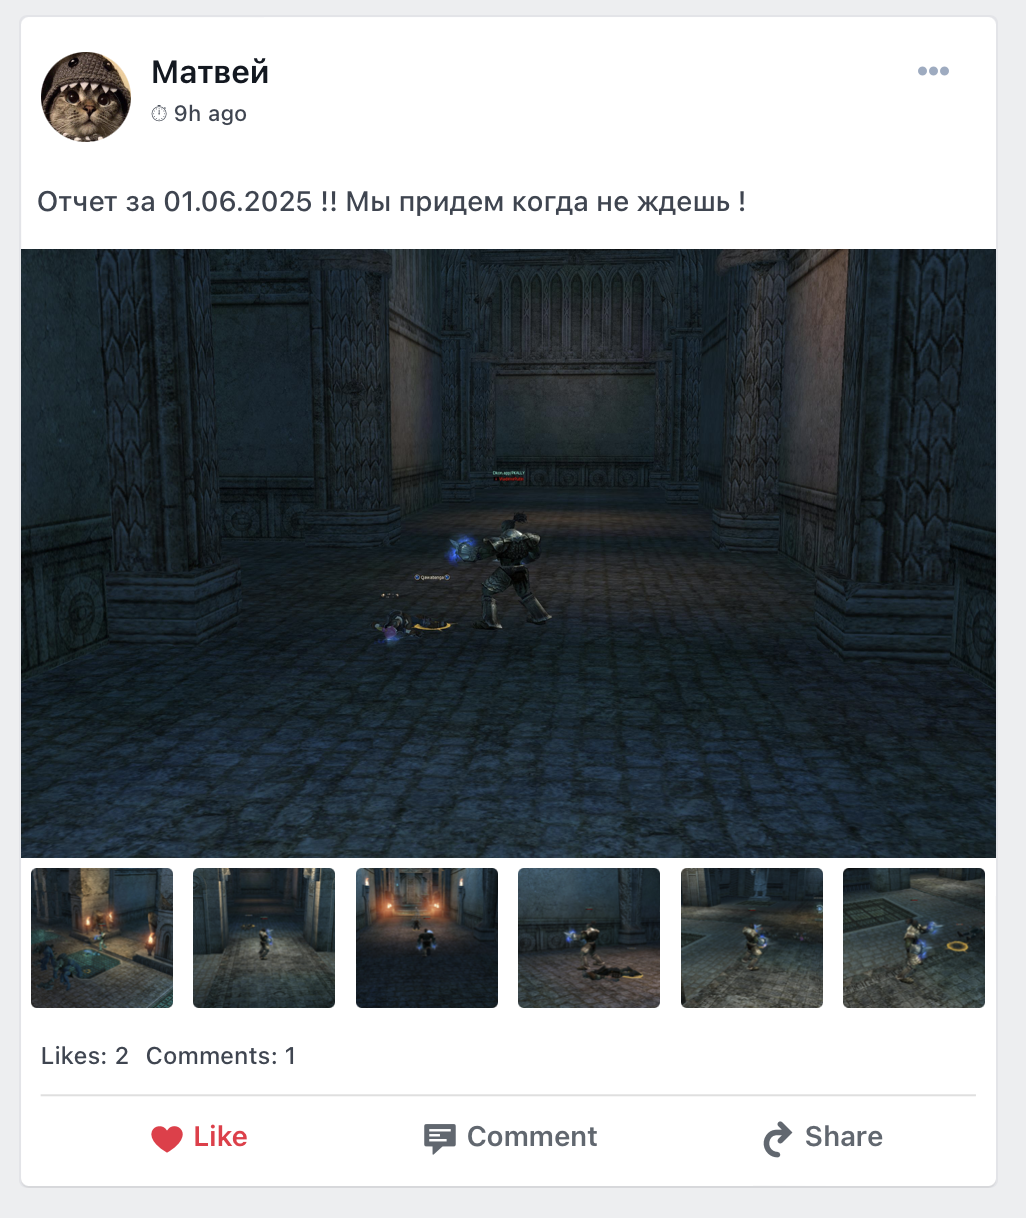 Матвей
9h ago
Отчет за 01.06.2025 !! Мы придем когда не ждешь !
Likes: 2 Comments: 1
Like
Comment
Share